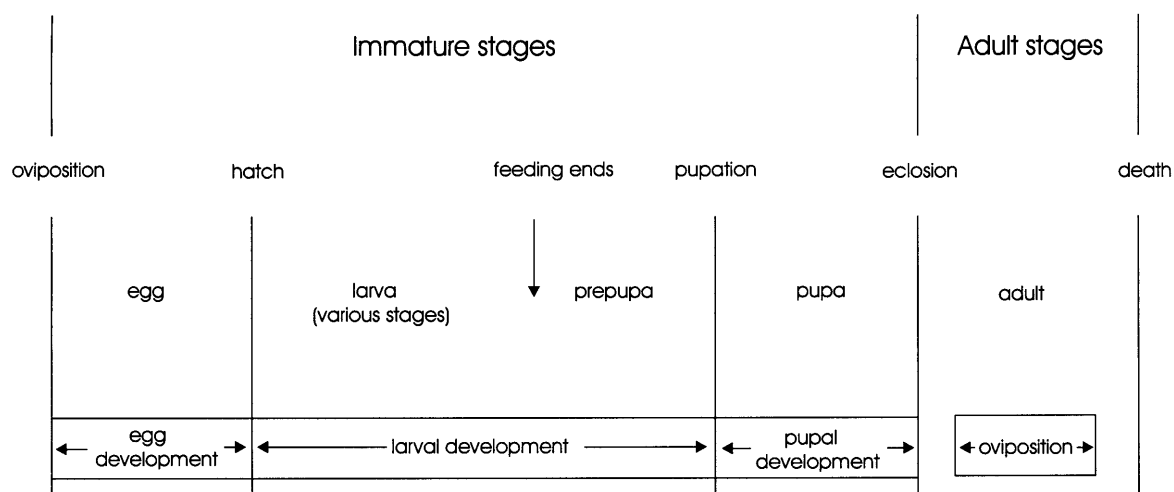 Immature stages
Adult stages
oviposition
hatch
feeding ends
pupation
eclosion
death
egg
larva
(various stages)
prepupa
pupa
adult
egg
development
larval development
pupal
development
oviposition